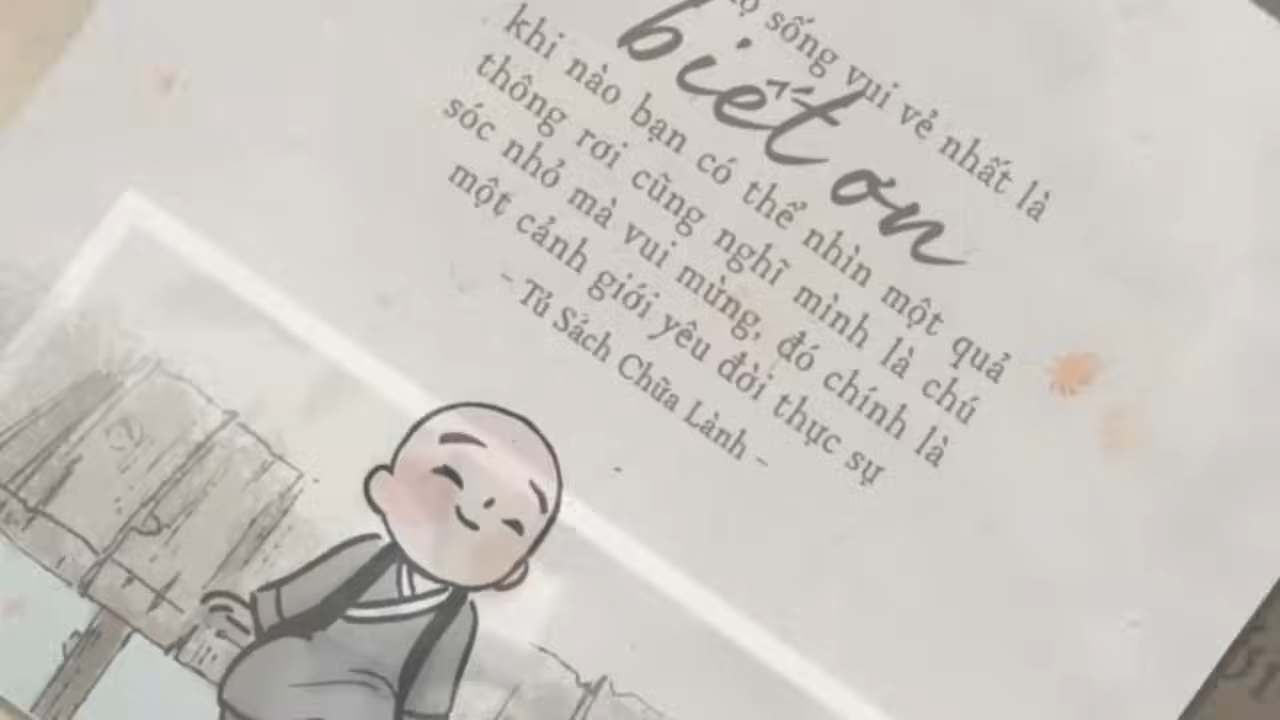 sống vui vẻ nhất là
biết ơn
khi nào bạn có thể nhìn một quả
thông rơi cũng nghĩ mình là chú
sóc nhỏ mà vui mừng, đó chính là
một cảnh giới yêu đời thực sự
- Tủ Sách Chữa Lành -